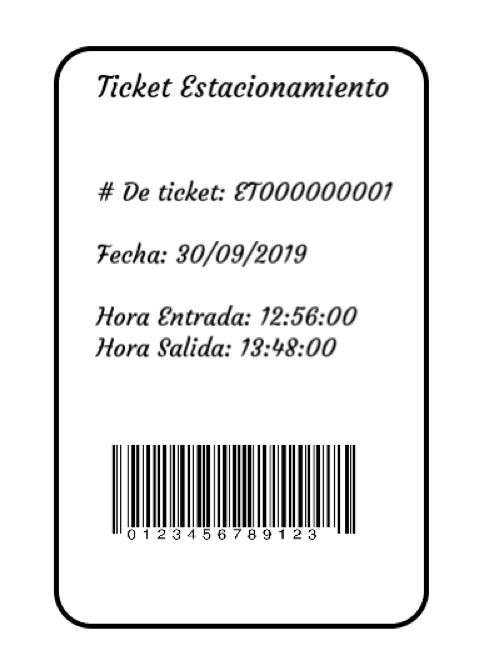 Ticket Estacionamiento
# De ticket: ET000000001
Fecha: 30/09/2019
Hora Entrada: 12:56:00
Hora Salida: 13:48:00
0123456789123